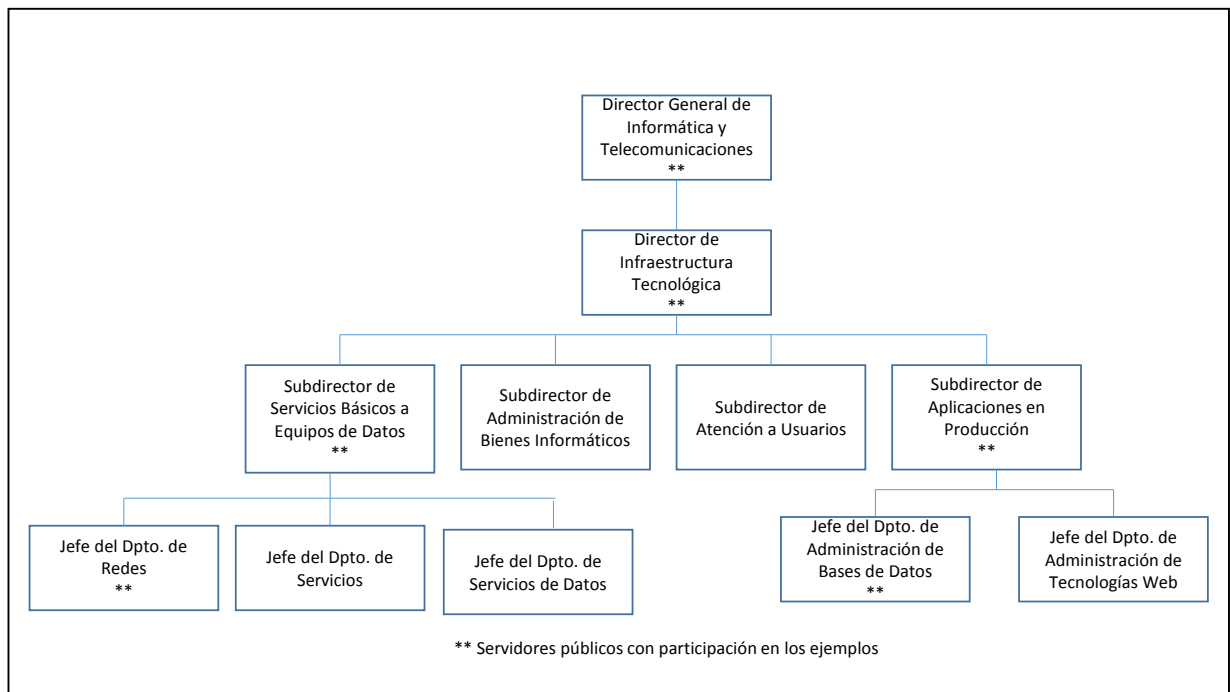 Director General de
Informática y
Telecomunicaciones
**
Director de
Infraestructura
Tecnológica
**
Subdirector de
Servicios Básicos a
Equipos de Datos
**
Subdirector de
Administración de
Bienes Informáticos
Subdirector de
Atención a Usuarios
Subdirector de
Aplicaciones en
Producción
**
Jefe del Dpto. de
Redes
**
Jefe del Dpto. de
Servicios
Jefe del Dpto. de
Servicios de Datos
Jefe del Dpto. de
Administración de
Bases de Datos
**
Jefe del Dpto. de
Administración de
Tecnologías Web
** Servidores públicos con participación en los ejemplos